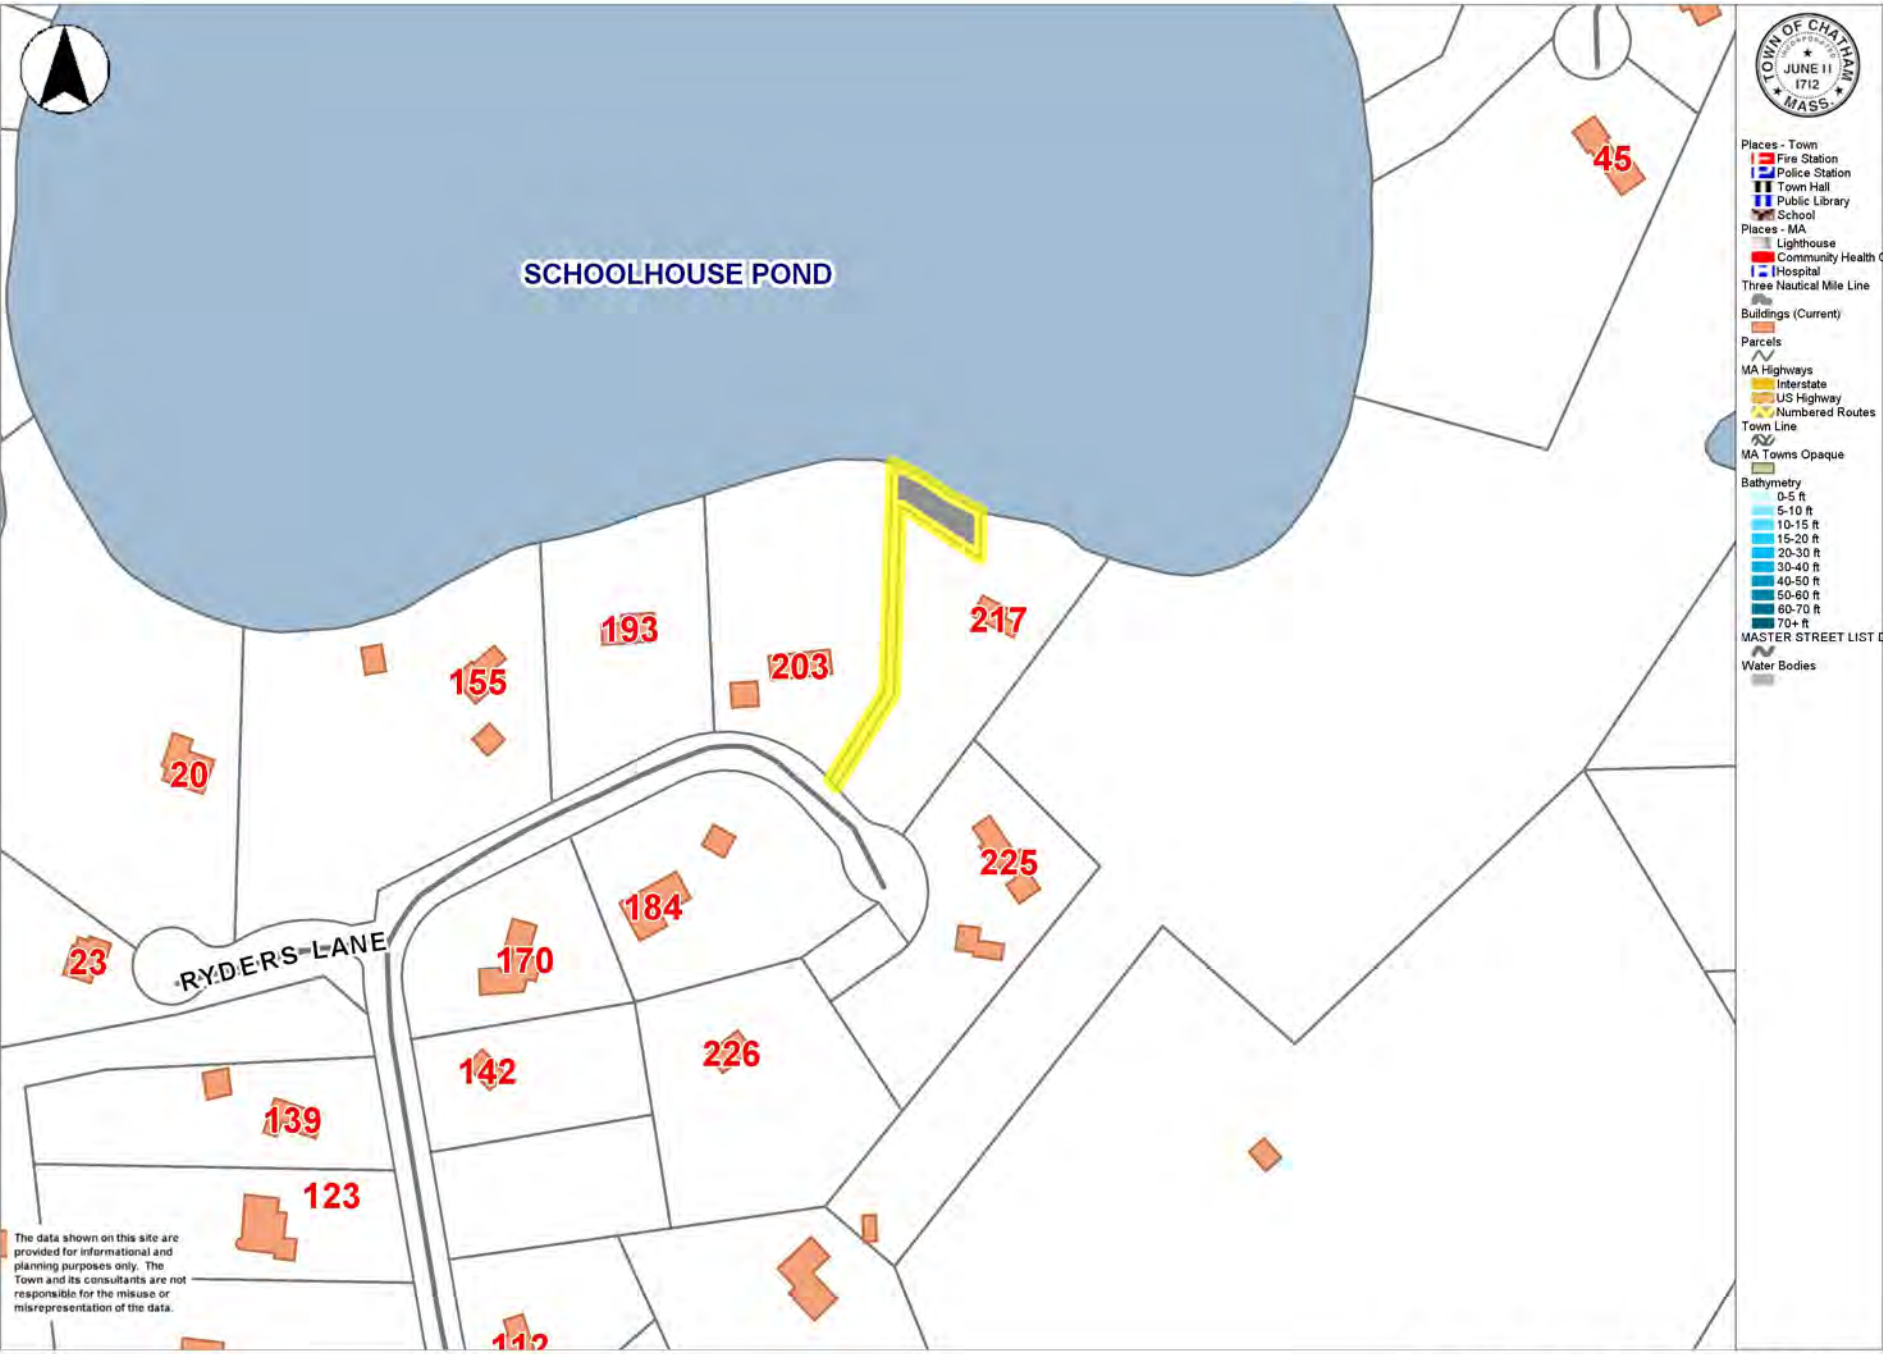 TOWN OF CHATHAM
INCORPORATED
JUNE 11
1712
MASS.
SCHOOLHOUSE POND
45
193
203
217
155
20
225
184
23
RYDERS LANE
170
142
226
139
123
112
The data shown on this site are
provided for informational and
planning purposes only. The
Town and its consultants are not
responsible for the misuse or
misrepresentation of the data.
Places - Town
Fire Station
Police Station
Town Hall
Public Library
School
Places - MA
Lighthouse
Community Health C
Hospital
Three Nautical Mile Line
Buildings (Current)
Parcels
MA Highways
Interstate
US Highway
Numbered Routes
Town Line
MA Towns Opaque
Bathymetry
0-5 ft
5-10 ft
10-15 ft
15-20 ft
20-30 ft
30-40 ft
40-50 ft
50-60 ft
60-70 ft
70+ ft
MASTER STREET LIST D
Water Bodies